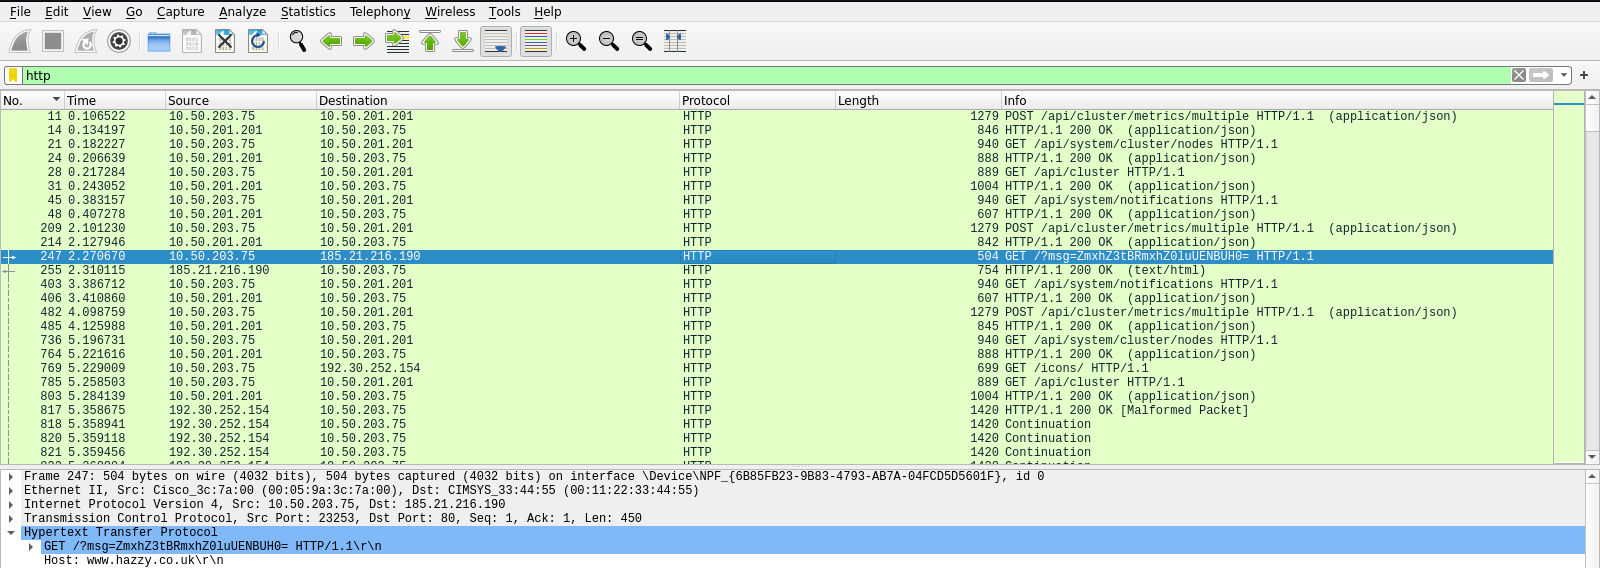 File Edit View Go Capture Analyze Statistics Telephony Wireless Tools Help
http
No. Time Source Destination Protocol Length Info
11 0.106522 10.50.203.75 10.50.201.201 HTTP 1279 POST /api/cluster/metrics/multiple HTTP/1.1 (application/json)
14 0.134197 10.50.201.201 10.50.203.75 HTTP 846 HTTP/1.1 200 OK (application/json)
21 0.182227 10.50.203.75 10.50.201.201 HTTP 940 GET /api/system/cluster/nodes HTTP/1.1
24 0.206639 10.50.201.201 10.50.203.75 HTTP 888 HTTP/1.1 200 OK (application/json)
28 0.217284 10.50.203.75 10.50.201.201 HTTP 889 GET /api/cluster HTTP/1.1
31 0.243052 10.50.201.201 10.50.203.75 HTTP 1004 HTTP/1.1 200 OK (application/json)
45 0.383157 10.50.203.75 10.50.201.201 HTTP 940 GET /api/system/notifications HTTP/1.1
48 0.407278 10.50.201.201 10.50.203.75 HTTP 607 HTTP/1.1 200 OK (application/json)
209 2.101230 10.50.203.75 10.50.201.201 HTTP 1279 POST /api/cluster/metrics/multiple HTTP/1.1 (application/json)
214 2.127946 10.50.201.201 10.50.203.75 HTTP 842 HTTP/1.1 200 OK (application/json)
247 2.270670 10.50.203.75 185.21.216.190 HTTP 504 GET /?msg=ZmxhZ3tBRmxhZ0luUENBUH0= HTTP/1.1
255 2.310115 185.21.216.190 10.50.203.75 HTTP 754 HTTP/1.1 200 OK (text/html)
403 3.386712 10.50.203.75 10.50.201.201 HTTP 940 GET /api/system/notifications HTTP/1.1
406 3.410860 10.50.201.201 10.50.203.75 HTTP 607 HTTP/1.1 200 OK (application/json)
482 4.098759 10.50.203.75 10.50.201.201 HTTP 1279 POST /api/cluster/metrics/multiple HTTP/1.1 (application/json)
485 4.125988 10.50.201.201 10.50.203.75 HTTP 845 HTTP/1.1 200 OK (application/json)
736 5.196731 10.50.203.75 10.50.201.201 HTTP 940 GET /api/system/cluster/nodes HTTP/1.1
764 5.221616 10.50.201.201 10.50.203.75 HTTP 888 HTTP/1.1 200 OK (application/json)
769 5.229009 10.50.203.75 192.30.252.154 HTTP 699 GET /icons/ HTTP/1.1
785 5.258503 10.50.203.75 10.50.201.201 HTTP 889 GET /api/cluster HTTP/1.1
803 5.284139 10.50.201.201 10.50.203.75 HTTP 1004 HTTP/1.1 200 OK (application/json)
817 5.358675 192.30.252.154 10.50.203.75 HTTP 1420 HTTP/1.1 200 OK [Malformed Packet]
818 5.358941 192.30.252.154 10.50.203.75 HTTP 1420 Continuation
820 5.359118 192.30.252.154 10.50.203.75 HTTP 1420 Continuation
821 5.359456 192.30.252.154 10.50.203.75 HTTP 1420 Continuation
Frame 247: 504 bytes on wire (4032 bits), 504 bytes captured (4032 bits) on interface \Device\NPF_{6B85FB23-9B83-4793-AB7A-04FCD5D5601F}, id 0
Ethernet II, Src: Cisco_3c:7a:00 (00:05:9a:3c:7a:00), Dst: CIMSYS_33:44:55 (00:11:22:33:44:55)
Internet Protocol Version 4, Src: 10.50.203.75, Dst: 185.21.216.190
Transmission Control Protocol, Src Port: 23253, Dst Port: 80, Seq: 1, Ack: 1, Len: 450
Hypertext Transfer Protocol
GET /?msg=ZmxhZ3tBRmxhZ0luUENBUH0= HTTP/1.1\r\n
Host: www.hazzy.co.uk\r\n